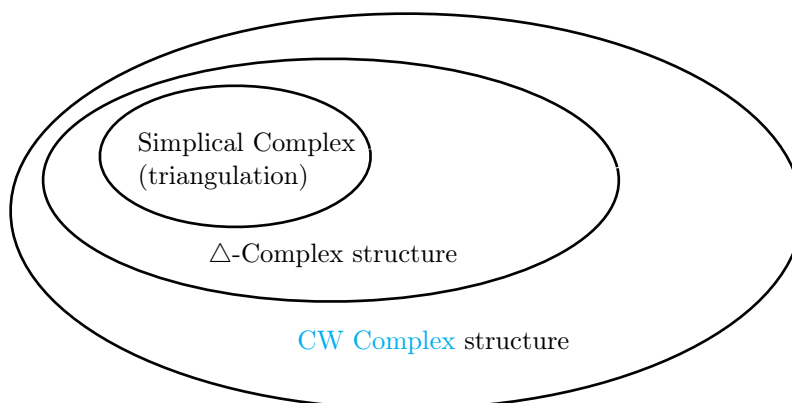 Simplical Complex
(triangulation)
△-Complex structure
CW Complex structure